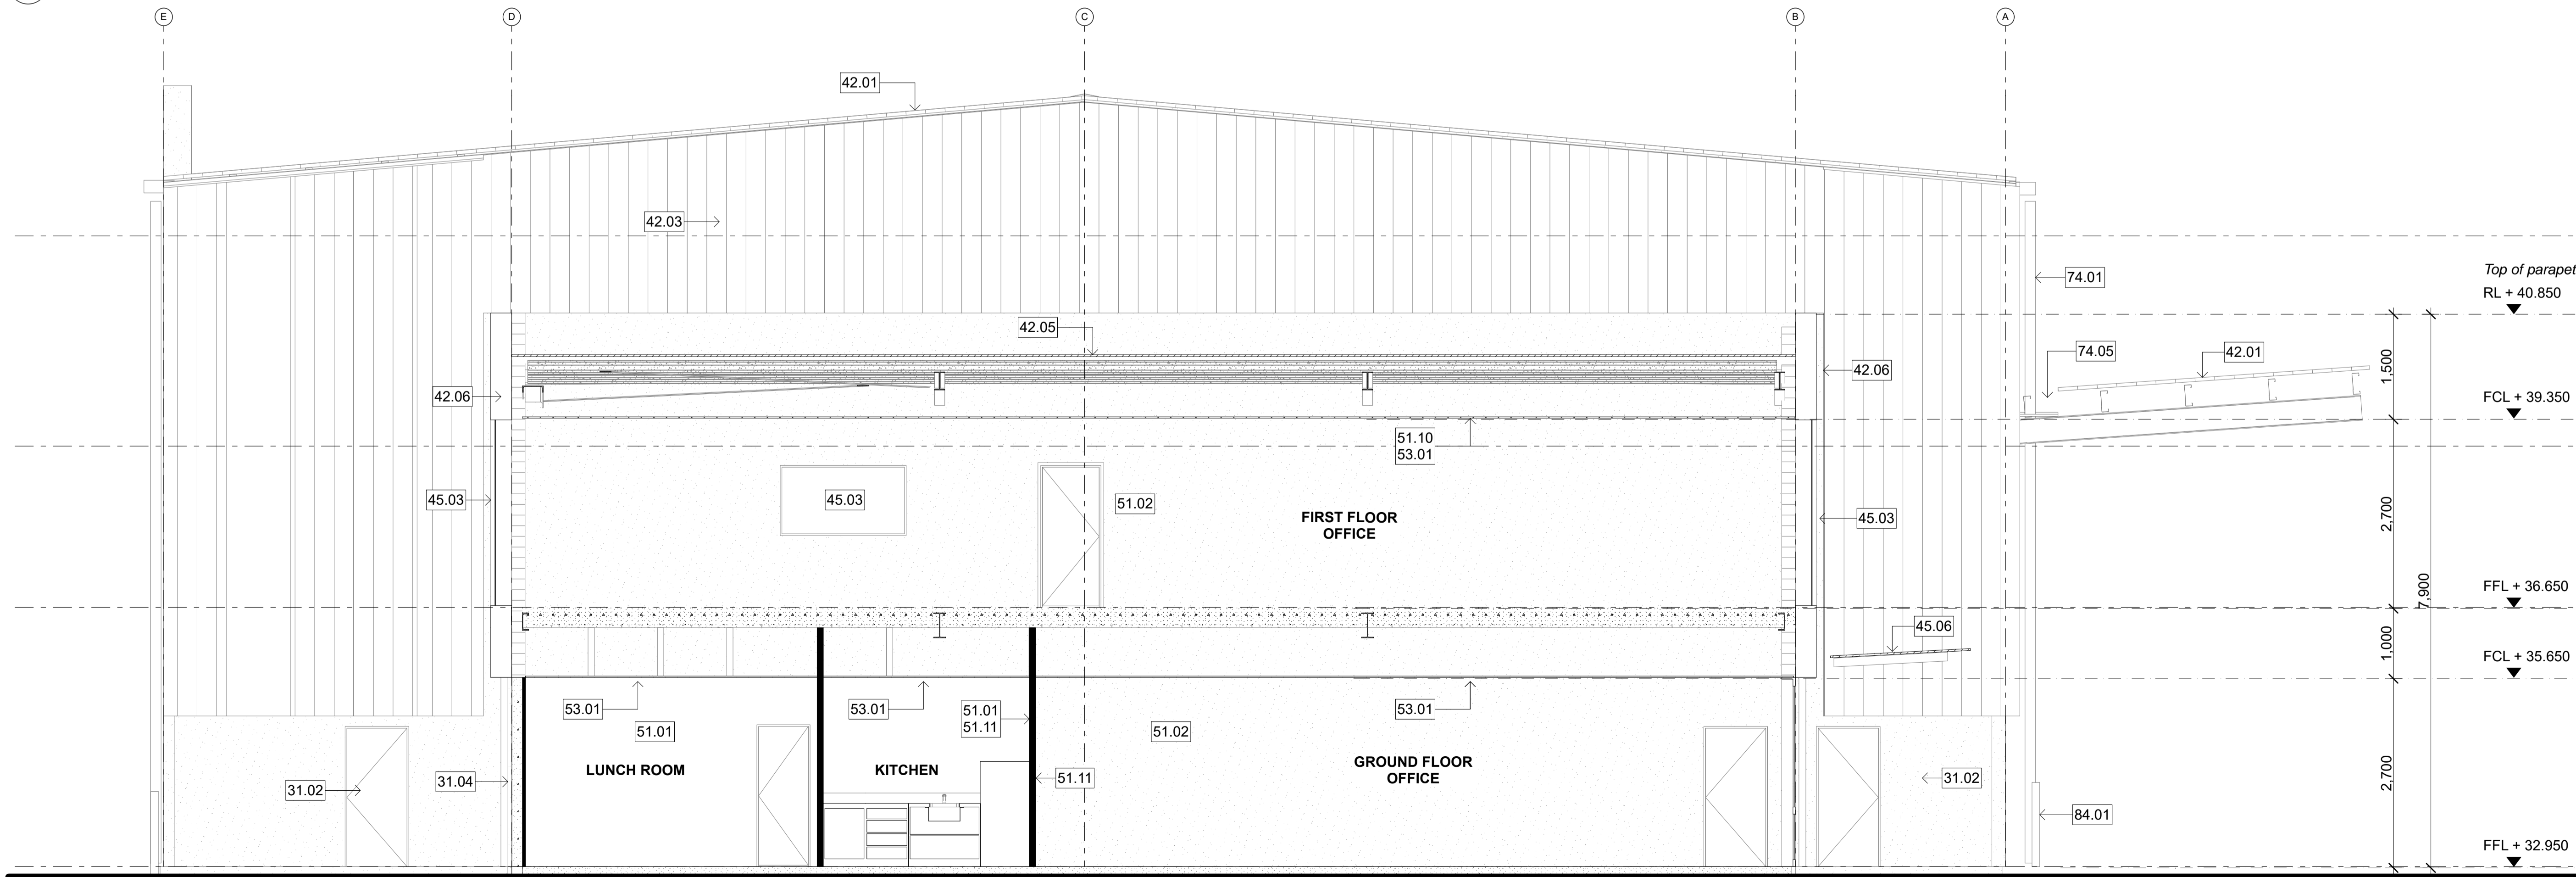 E
D
C
B
A
42.01
42.03
74.01
Top of parapet
RL + 40.850
42.05
74.05
42.01
42.06
42.06
1,500
FCL + 39.350
51.10
53.01
45.03
45.03
51.02
45.03
FIRST FLOOR
OFFICE
2,700
7,900
FFL + 36.650
45.06
1,000
FCL + 35.650
53.01
53.01
51.01
51.11
53.01
51.01
51.02
LUNCH ROOM
KITCHEN
GROUND FLOOR
OFFICE
31.02
31.04
51.11
31.02
2,700
84.01
FFL + 32.950